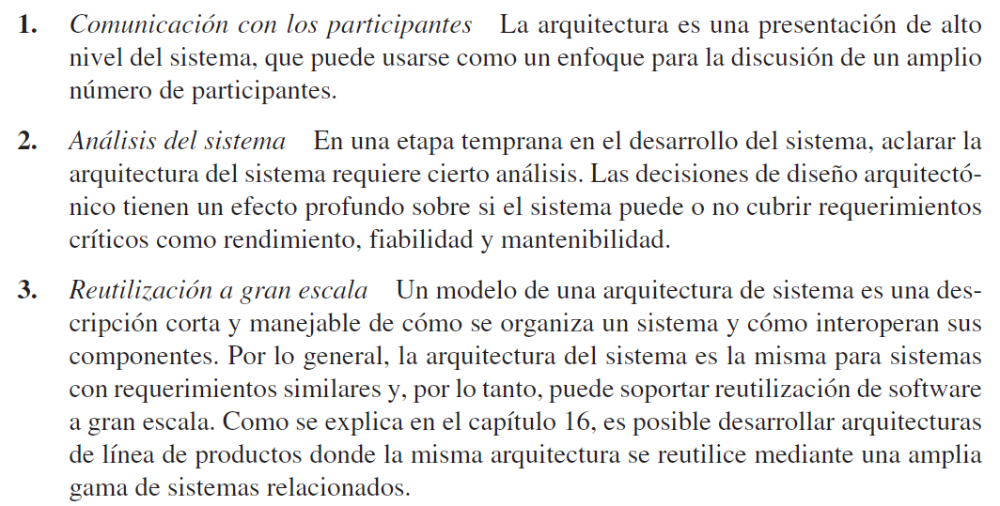 1. Comunicación con los participantes La arquitectura es una presentación de alto
nivel del sistema, que puede usarse como un enfoque para la discusión de un amplio
número de participantes.
2. Análisis del sistema En una etapa temprana en el desarrollo del sistema, aclarar la
arquitectura del sistema requiere cierto análisis. Las decisiones de diseño arquitectó-
nico tienen un efecto profundo sobre si el sistema puede o no cubrir requerimientos
críticos como rendimiento, fiabilidad y mantenibilidad.
3. Reutilización a gran escala Un modelo de una arquitectura de sistema es una des-
cripción corta y manejable de cómo se organiza un sistema y cómo interoperan sus
componentes. Por lo general, la arquitectura del sistema es la misma para sistemas
con requerimientos similares y, por lo tanto, puede soportar reutilización de software
a gran escala. Como se explica en el capítulo 16, es posible desarrollar arquitecturas
de línea de productos donde la misma arquitectura se reutilice mediante una amplia
gama de sistemas relacionados.